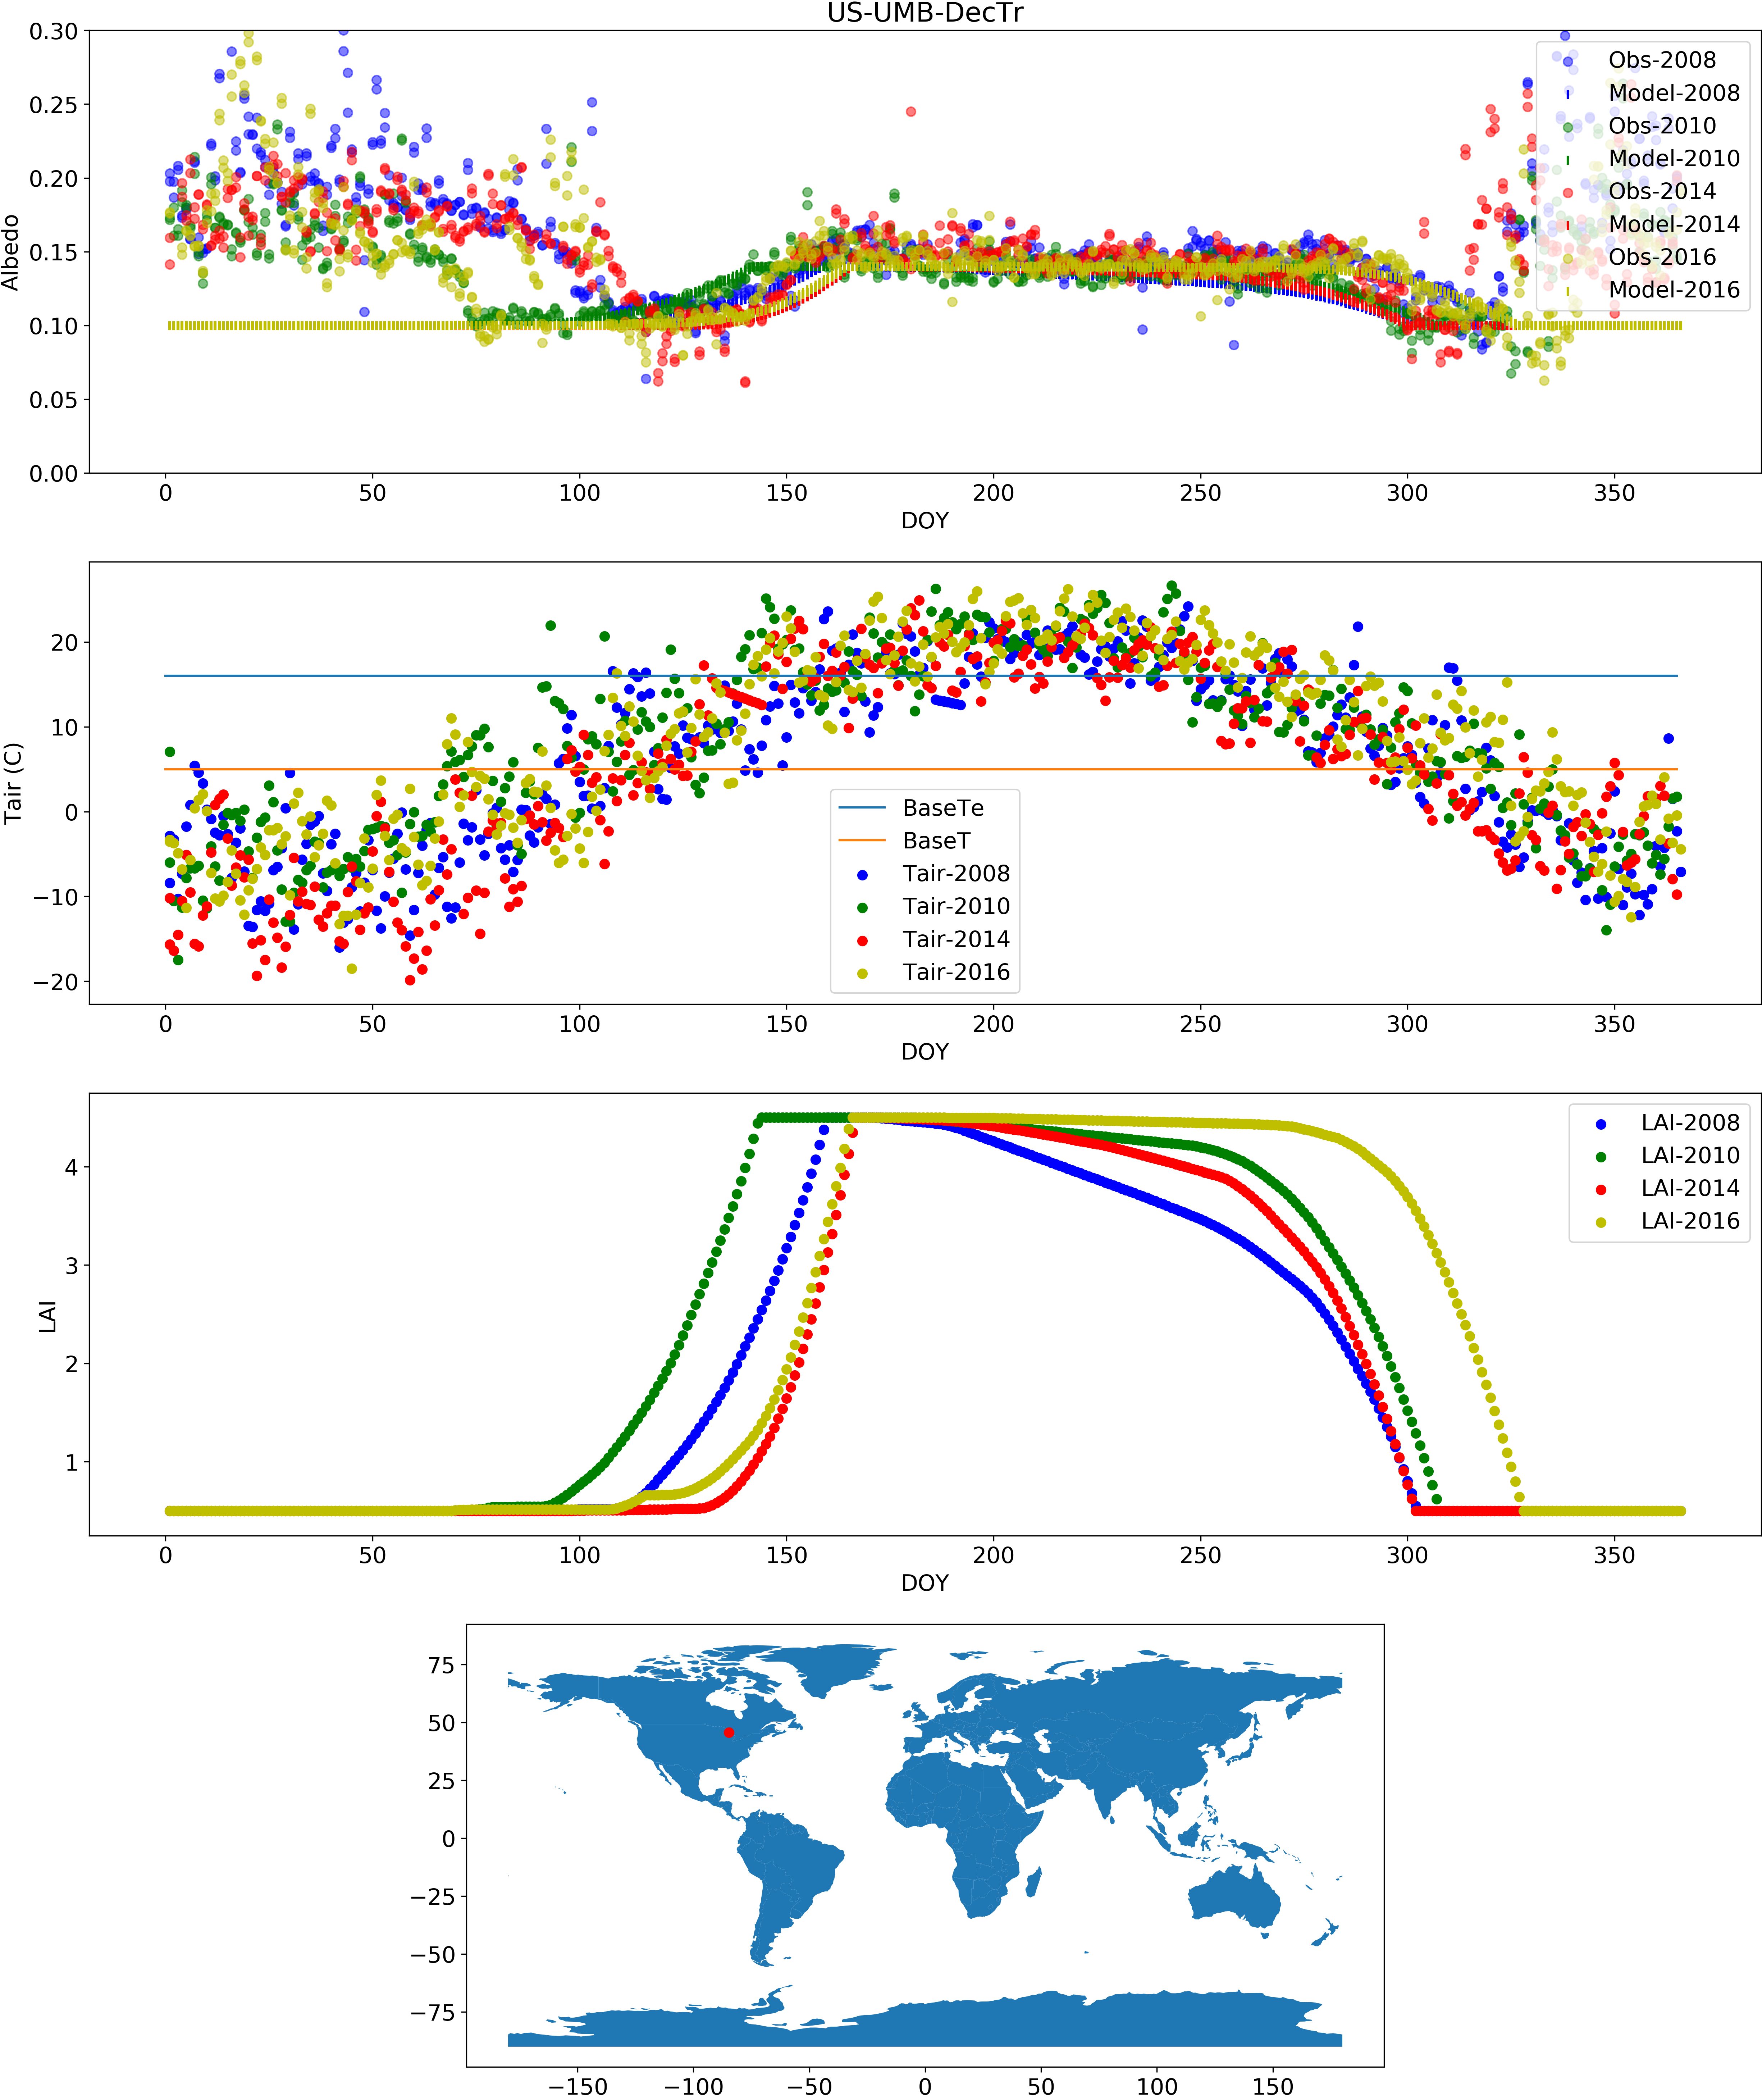 US-UMB-DecTr
0.30
0.25
0.20
0.15
0.10
0.05
0.00
Albedo
Obs-2008
Model-2008
Obs-2010
Model-2010
Obs-2014
Model-2014
Obs-2016
Model-2016
0 50 100 150 200 250 300 350
DOY
20
10
0
−10
−20
Tair (C)
BaseTe
BaseT
Tair-2008
Tair-2010
Tair-2014
Tair-2016
0 50 100 150 200 250 300 350
DOY
4
3
2
1
LAI
LAI-2008
LAI-2010
LAI-2014
LAI-2016
0 50 100 150 200 250 300 350
DOY
75
50
25
0
−25
−50
−75
−150 −100 −50 0 50 100 150